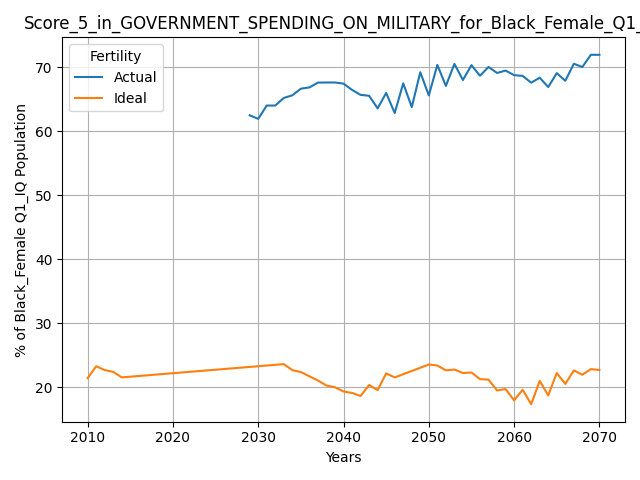 Score_5_in_GOVERNMENT_SPENDING_ON_MILITARY_for_Black_Female_Q1_
Fertility
Actual
Ideal
% of Black_Female Q1_IQ Population
70
60
50
40
30
20
2010 2020 2030 2040 2050 2060 2070
Years